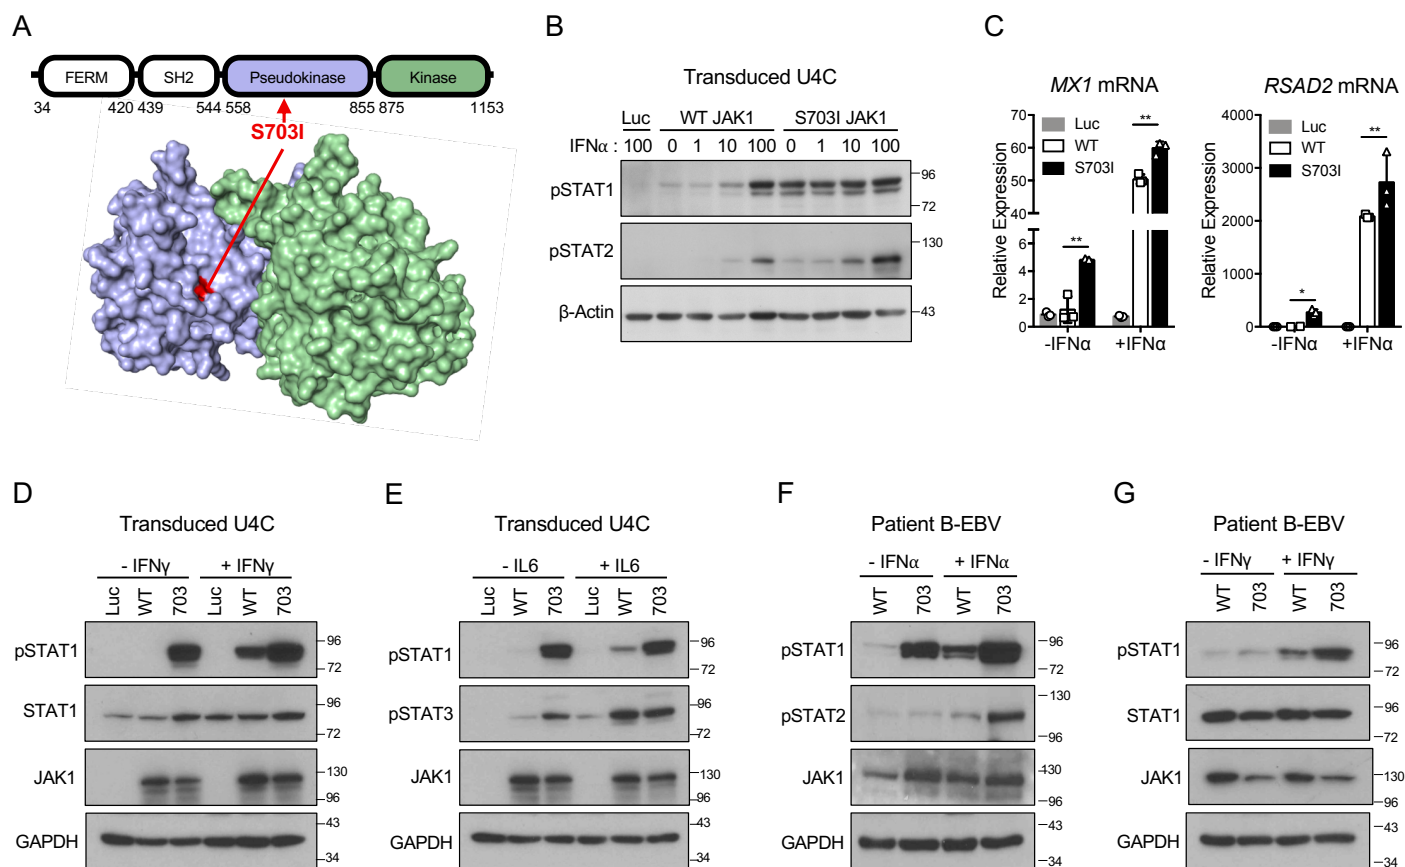 A
FERM
SH2
Pseudokinase
Kinase
34
420
439
544
558
855
875
1153
S703I
B
Transduced U4C
Luc
WT JAK1
S703I JAK1
IFNα :
100
0
1
10
100
0
1
10
100
pSTAT1
96
72
pSTAT2
130
β-Actin
43
C
MX1 mRNA
Luc
WT
S703I
Relative Expression
70
60
50
40
6
4
2
0
**
**
-IFNα
+IFNα
RSAD2 mRNA
Luc
WT
S703I
Relative Expression
4000
3000
2000
1000
0
*
**
-IFNα
+IFNα
D
Transduced U4C
- IFNγ
+ IFNγ
Luc
WT
703
Luc
WT
703
pSTAT1
96
72
STAT1
96
72
JAK1
130
96
GAPDH
43
34
E
Transduced U4C
- IL6
+ IL6
Luc
WT
703
Luc
WT
703
pSTAT1
96
72
pSTAT3
96
72
JAK1
130
96
GAPDH
43
34
F
Patient B-EBV
- IFNα
+ IFNα
WT
703
WT
703
pSTAT1
96
72
pSTAT2
130
96
JAK1
430
96
GAPDH
43
34
G
Patient B-EBV
- IFNγ
+ IFNγ
WT
703
WT
703
pSTAT1
96
72
STAT1
96
72
JAK1
130
96
GAPDH
43
34